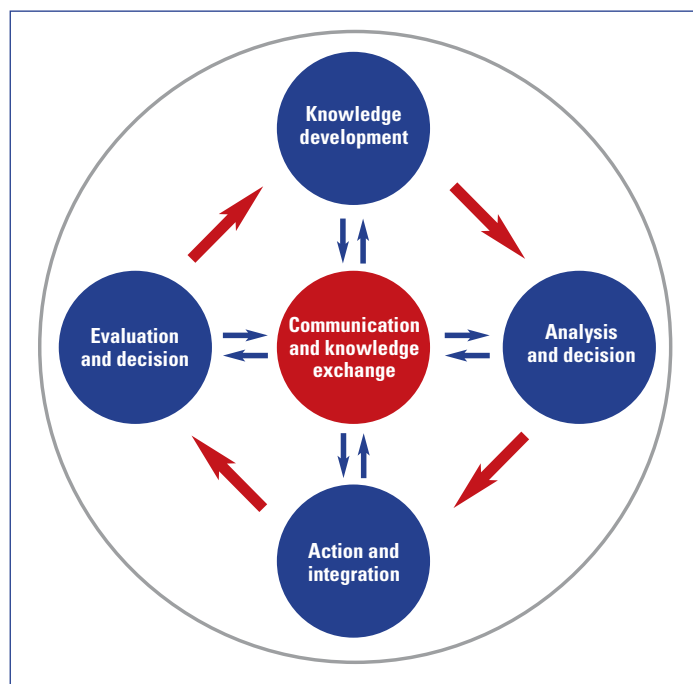 Knowledge
development
Evaluation
and decision
Communication
and knowledge
exchange
Analysis
and decision
Action and
integration